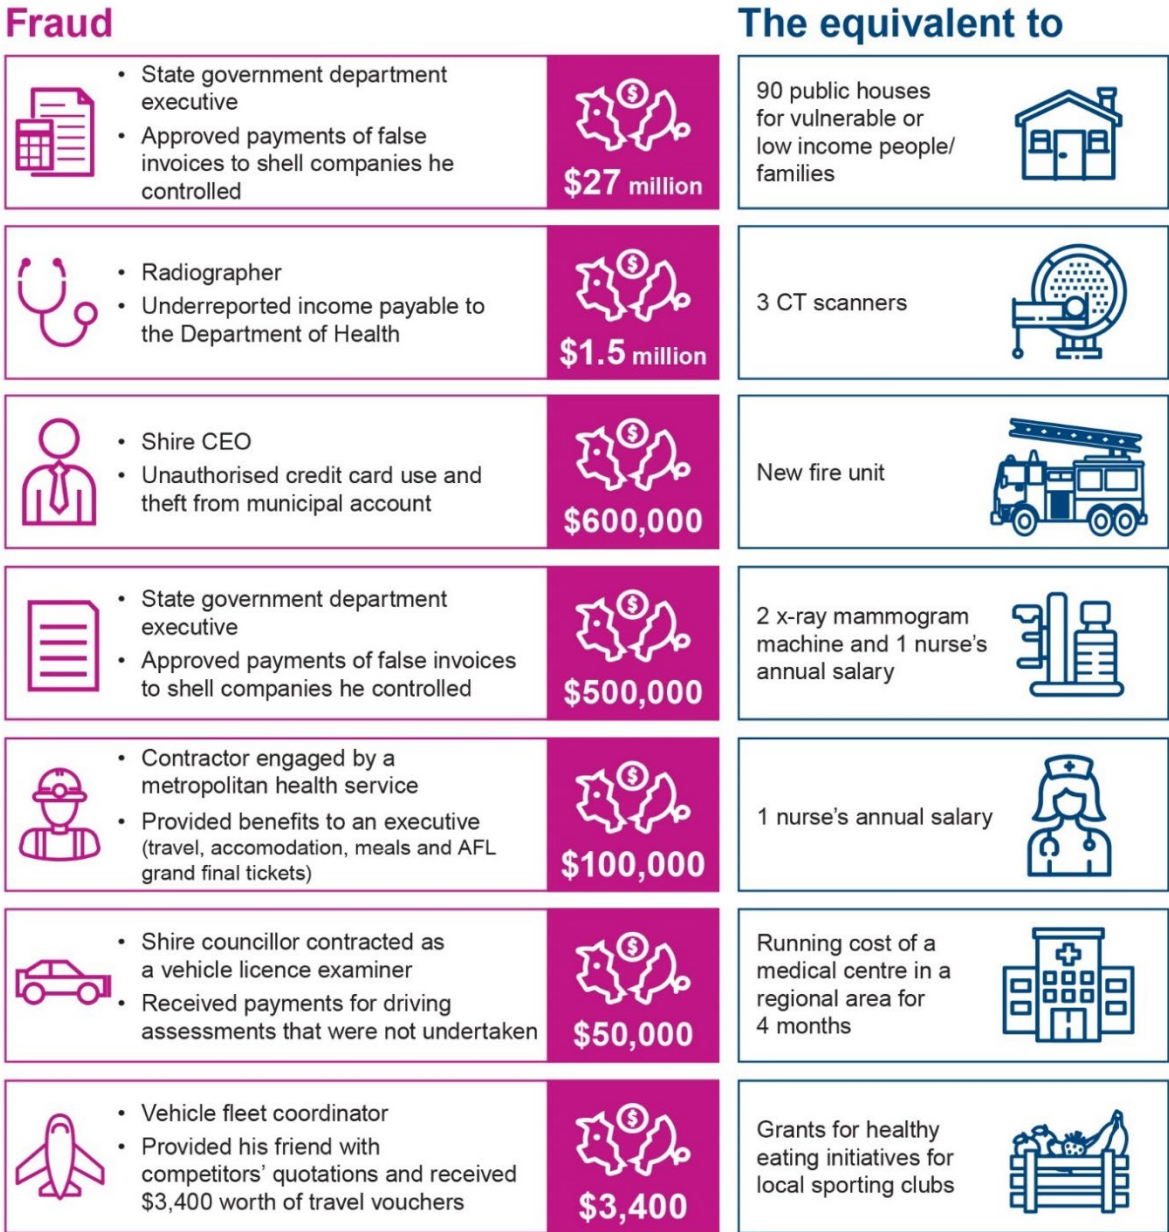 Fraud
The equivalent to
• State government department
executive
• Approved payments of false
invoices to shell companies he
controlled
$
$27 million
90 public houses
for vulnerable or
low income people/
families
• Radiographer
• Underreported income payable to
the Department of Health
$
$1.5 million
3 CT scanners
• Shire CEO
• Unauthorised credit card use and
theft from municipal account
$
$600,000
New fire unit
• State government department
executive
• Approved payments of false invoices
to shell companies he controlled
$
$500,000
2 x-ray mammogram
machine and 1 nurse's
annual salary
• Contractor engaged by a
metropolitan health service
• Provided benefits to an executive
(travel, accomodation, meals and AFL
grand final tickets)
$
$100,000
1 nurse's annual salary
• Shire councillor contracted as
a vehicle licence examiner
• Received payments for driving
assessments that were not undertaken
$
$50,000
Running cost of a
medical centre in a
regional area for
4 months
• Vehicle fleet coordinator
• Provided his friend with
competitors' quotations and received
$3,400 worth of travel vouchers
$
$3,400
Grants for healthy
eating initiatives for
local sporting clubs